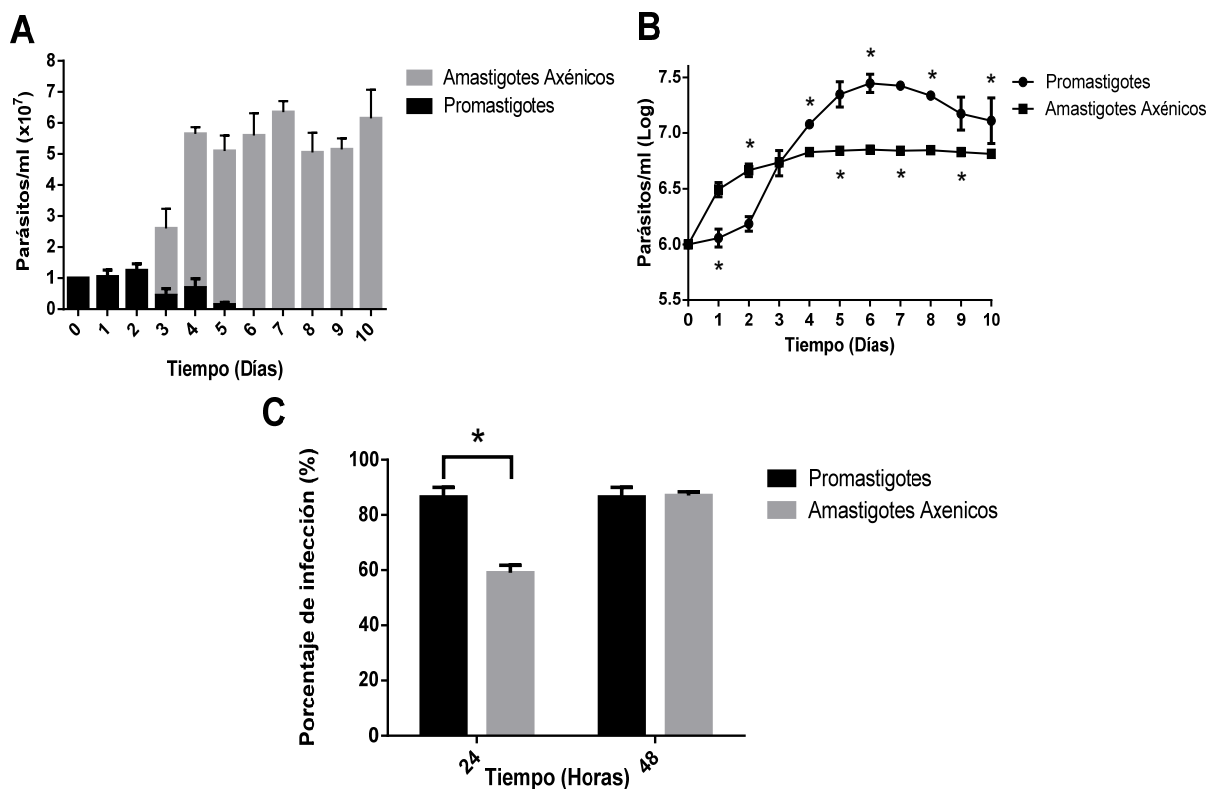 A
Parásitos/ml (x10⁷)
8
7
6
5
4
3
2
1
0
0 1 2 3 4 5 6 7 8 9 10
Tiempo (Días)
Amastigotes Axénicos
Promastigotes
B
Parásitos/ml (Log)
7.5
7.0
6.5
6.0
5.5
* * * * *
* * * *
0 1 2 3 4 5 6 7 8 9 10
Tiempo (Días)
Promastigotes
Amastigotes Axénicos
C
Porcentaje de infección (%)
100
80
60
40
20
0
*
24 48
Tiempo (Horas)
Promastigotes
Amastigotes Axenicos